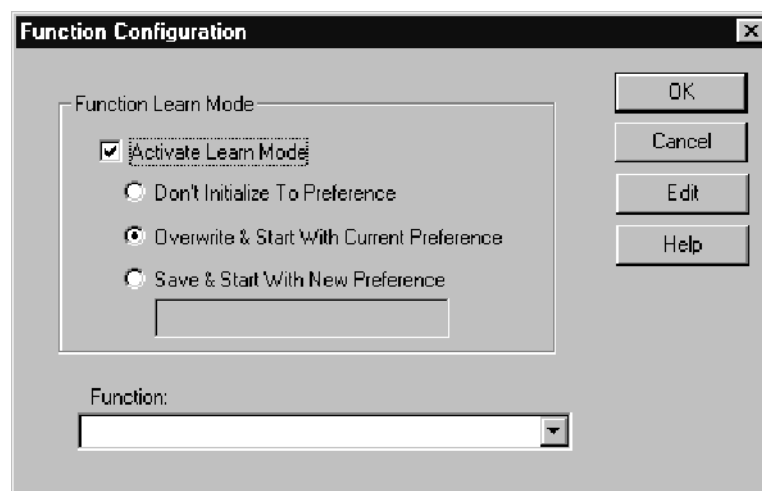 Function Configuration
Function Learn Mode
Activate Learn Mode
Don't Initialize To Preference
Overwrite & Start With Current Preference
Save & Start With New Preference
Function:
OK
Cancel
Edit
Help